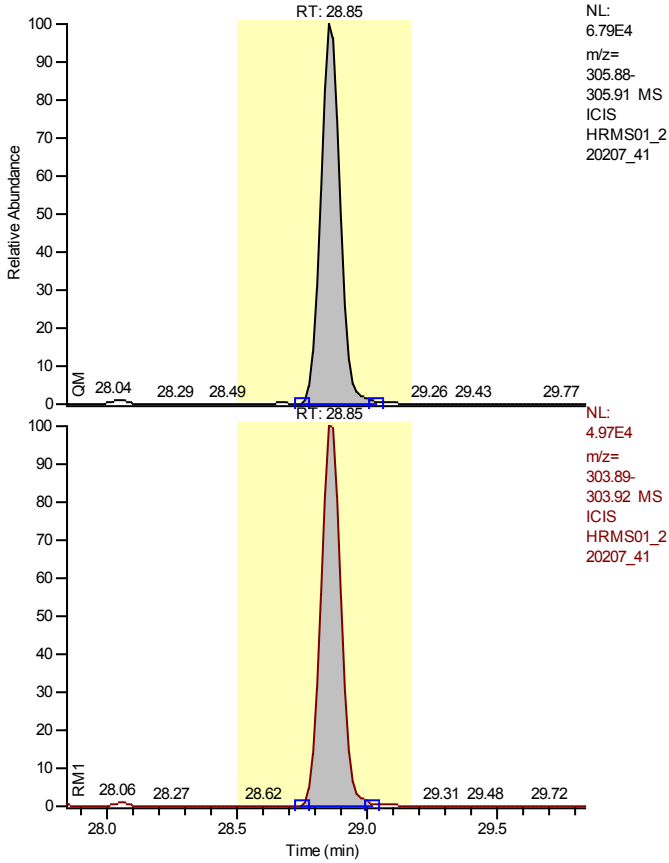 RT: 28.85
NL:
6.79E4
m/z=
305.88-
305.91 MS
ICIS
HRMS01_2
20207_41
100
90
80
70
60
50
40
30
20
10
0
Relative Abundance
QM
28.04 28.29 28.49 29.26 29.43 29.77
RT: 28.85
NL:
4.97E4
m/z=
303.89-
303.92 MS
ICIS
HRMS01_2
20207_41
100
90
80
70
60
50
40
30
20
10
0
RM1
28.06 28.27 28.62 29.31 29.48 29.72
28.0 28.5 29.0 29.5
Time (min)